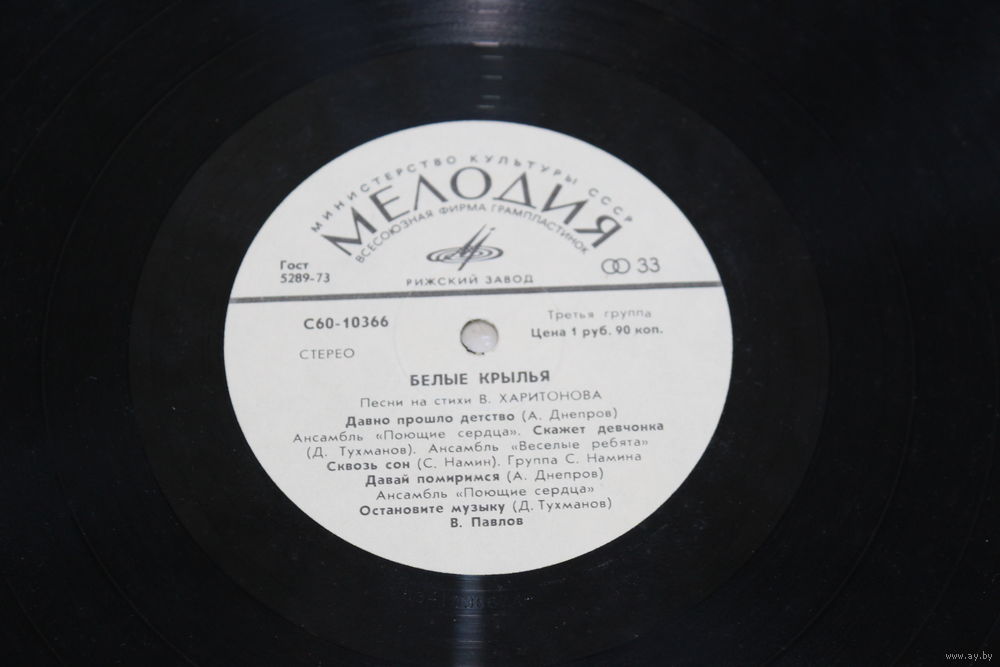 МИНИСТЕРСТВО КУЛЬТУРЫ СССР
МЕЛОДИЯ
ВСЕСОЮЗНАЯ ФИРМА ГРАМПЛАСТИНОК
Гост
5289-73
33
РИЖСКИЙ ЗАВОД
С60-10366
Третья группа
Цена 1 руб. 90 коп.
СТЕРЕО
БЕЛЫЕ КРЫЛЬЯ
Песни на стихи В. ХАРИТОНОВА
Давно прошло детство (А. Днепров)
Ансамбль «Поющие сердца». Скажет девчонка
(Д. Тухманов). Ансамбль «Веселые ребята»
Сквозь сон (С. Намин). Группа С. Намина
Давай помиримся (А. Днепров)
Ансамбль «Поющие сердца»
Остановите музыку (Д. Тухманов)
В. Павлов
www.ay.by